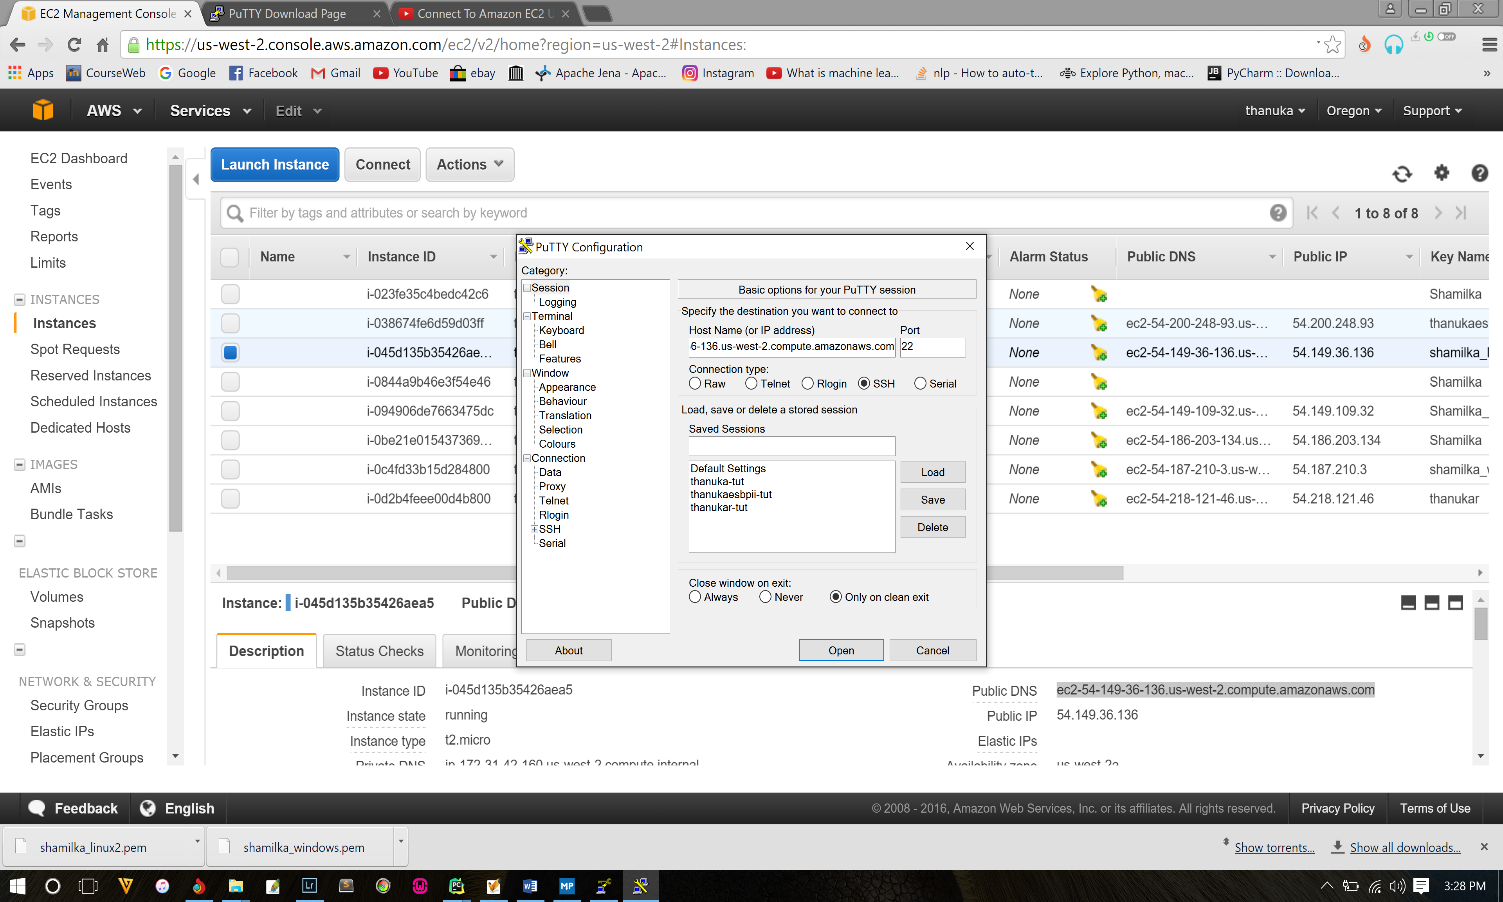 EC2 Management Console
PuTTY Download Page
Connect To Amazon EC2
https://us-west-2.console.aws.amazon.com/ec2/v2/home?region=us-west-2#Instances:
Apps CourseWeb Google Facebook Gmail YouTube ebay Apache Jena - Apac... Instagram What is machine lea... nlp - How to auto-t... Explore Python, mac... PyCharm :: Downloa... »
AWS Services Edit thanuka Oregon Support
EC2 Dashboard
Events
Tags
Reports
Limits
INSTANCES
Instances
Spot Requests
Reserved Instances
Scheduled Instances
Dedicated Hosts
IMAGES
AMIs
Bundle Tasks
ELASTIC BLOCK STORE
Volumes
Snapshots
NETWORK & SECURITY
Security Groups
Elastic IPs
Placement Groups
Launch Instance Connect Actions
Filter by tags and attributes or search by keyword
1 to 8 of 8
Name Instance ID Alarm Status Public DNS Public IP Key Name
i-023fe35c4bedc42c6 None Shamilka
i-038674fe6d59d03ff None ec2-54-200-248-93.us-... 54.200.248.93 thanukaes
i-045d135b35426ae... None ec2-54-149-36-136.us-... 54.149.36.136 shamilka_l
i-0844a9b46e3f54e46 None Shamilka
i-094906de7663475dc None ec2-54-149-109-32.us-... 54.149.109.32 Shamilka_
i-0be21e015437369... None ec2-54-186-203-134.us... 54.186.203.134 Shamilka
i-0c4fd33b15d284800 None ec2-54-187-210-3.us-w... 54.187.210.3 shamilka_
i-0d2b4feee00d4b800 None ec2-54-218-121-46.us-... 54.218.121.46 thanukar
PuTTY Configuration
Category:
Session
Logging
Terminal
Keyboard
Bell
Features
Window
Appearance
Behaviour
Translation
Selection
Colours
Connection
Data
Proxy
Telnet
Rlogin
SSH
Serial
Basic options for your PuTTY session
Specify the destination you want to connect to
Host Name (or IP address) Port
6-136.us-west-2.compute.amazonaws.com 22
Connection type:
Raw Telnet Rlogin SSH Serial
Load, save or delete a stored session
Saved Sessions
Default Settings
thanuka-tut
thanukaesbpii-tut
thanukar-tut
Load
Save
Delete
Close window on exit:
Always Never Only on clean exit
About Open Cancel
Instance: i-045d135b35426aea5 Public D
Description Status Checks Monitoring
Instance ID i-045d135b35426aea5
Instance state running
Instance type t2.micro
Private DNS ip-172-31-42-160.us-west-2.compute.internal
Public DNS ec2-54-149-36-136.us-west-2.compute.amazonaws.com
Public IP 54.149.36.136
Elastic IPs
Availability zone us-west-2a
Feedback English
© 2008 - 2016, Amazon Web Services, Inc. or its affiliates. All rights reserved. Privacy Policy Terms of Use
shamilka_linux2.pem shamilka_windows.pem Show torrents... Show all downloads...
3:28 PM